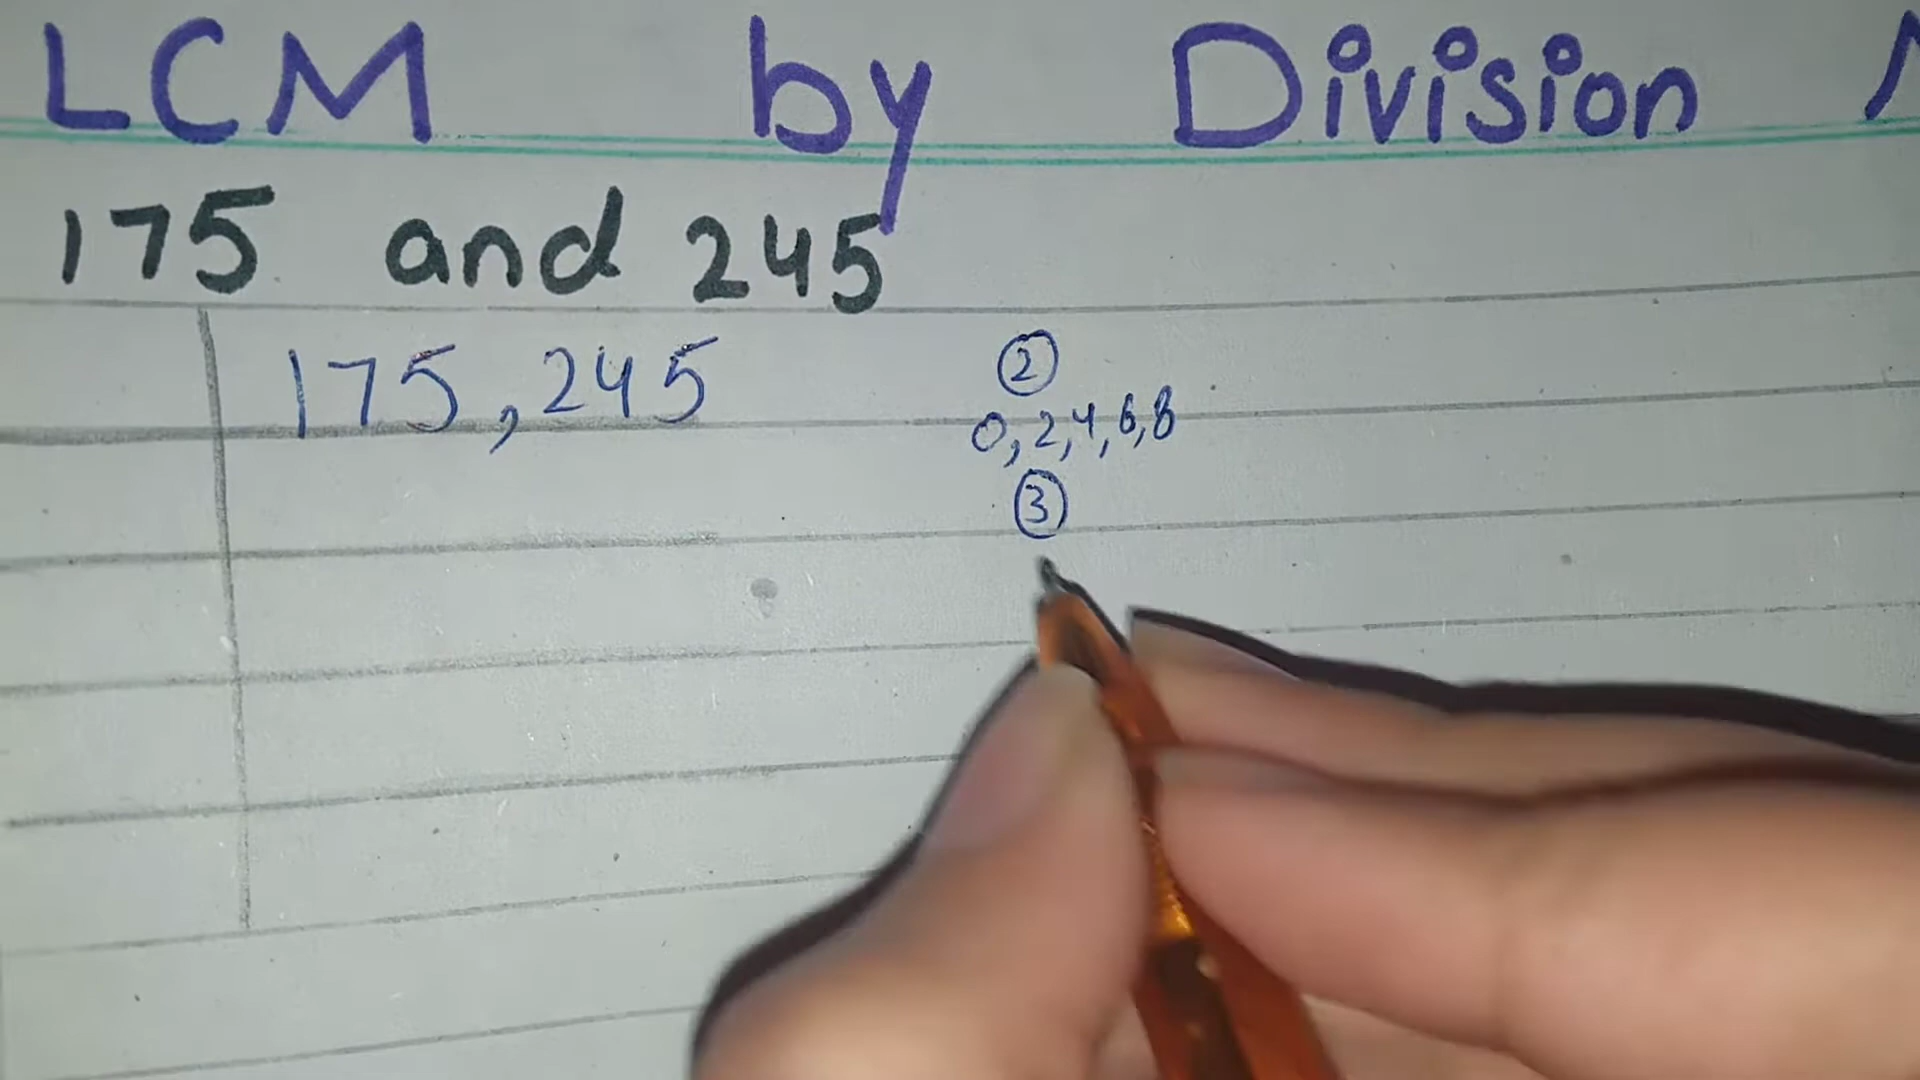 LCM by Division
175 and 245
175, 245
2
0, 2, 4, 6, 8
3